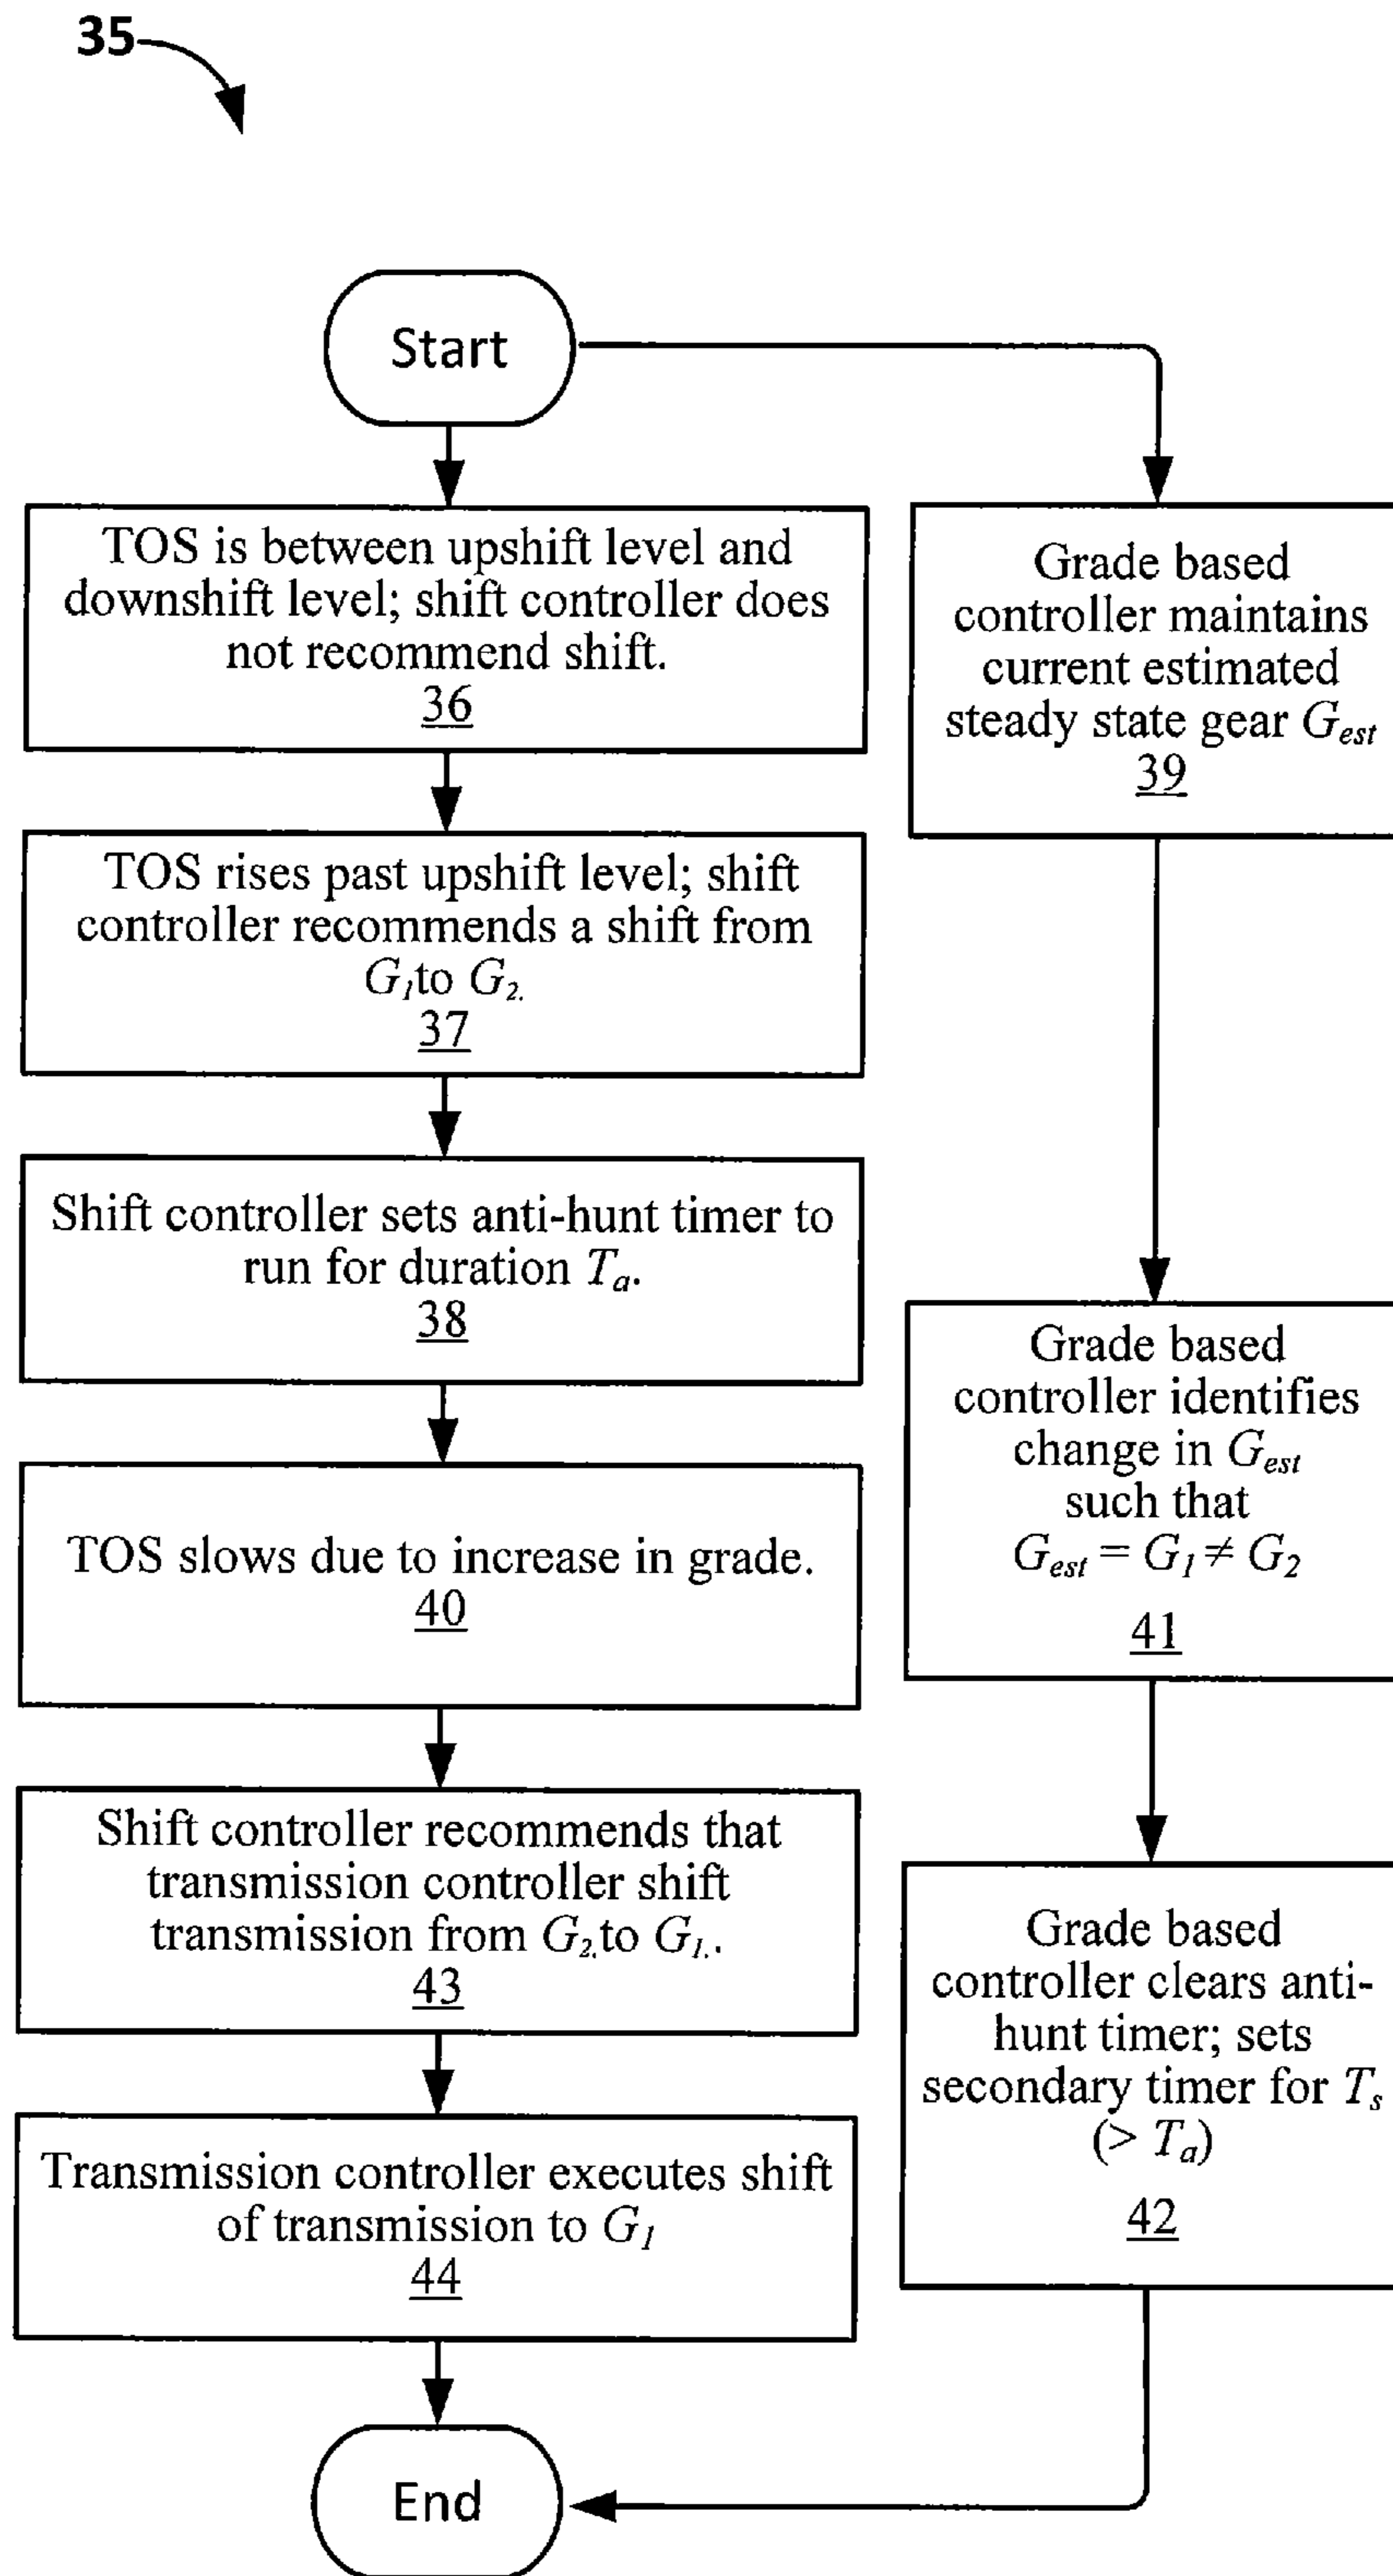 35
Start
TOS is between upshift level and
downshift level; shift controller does
not recommend shift.
36
TOS rises past upshift level; shift
controller recommends a shift from
G1to G2.
37
Shift controller sets anti-hunt timer to
run for duration Ta.
38
TOS slows due to increase in grade.
40
Shift controller recommends that
transmission controller shift
transmission from G2.to G1..
43
Transmission controller executes shift
of transmission to G1
44
End
Grade based
controller maintains
current estimated
steady state gear Gest
39
Grade based
controller identifies
change in Gest
such that
Gest = G1 ≠ G2
41
Grade based
controller clears anti-
hunt timer; sets
secondary timer for Ts
(> Ta)
42